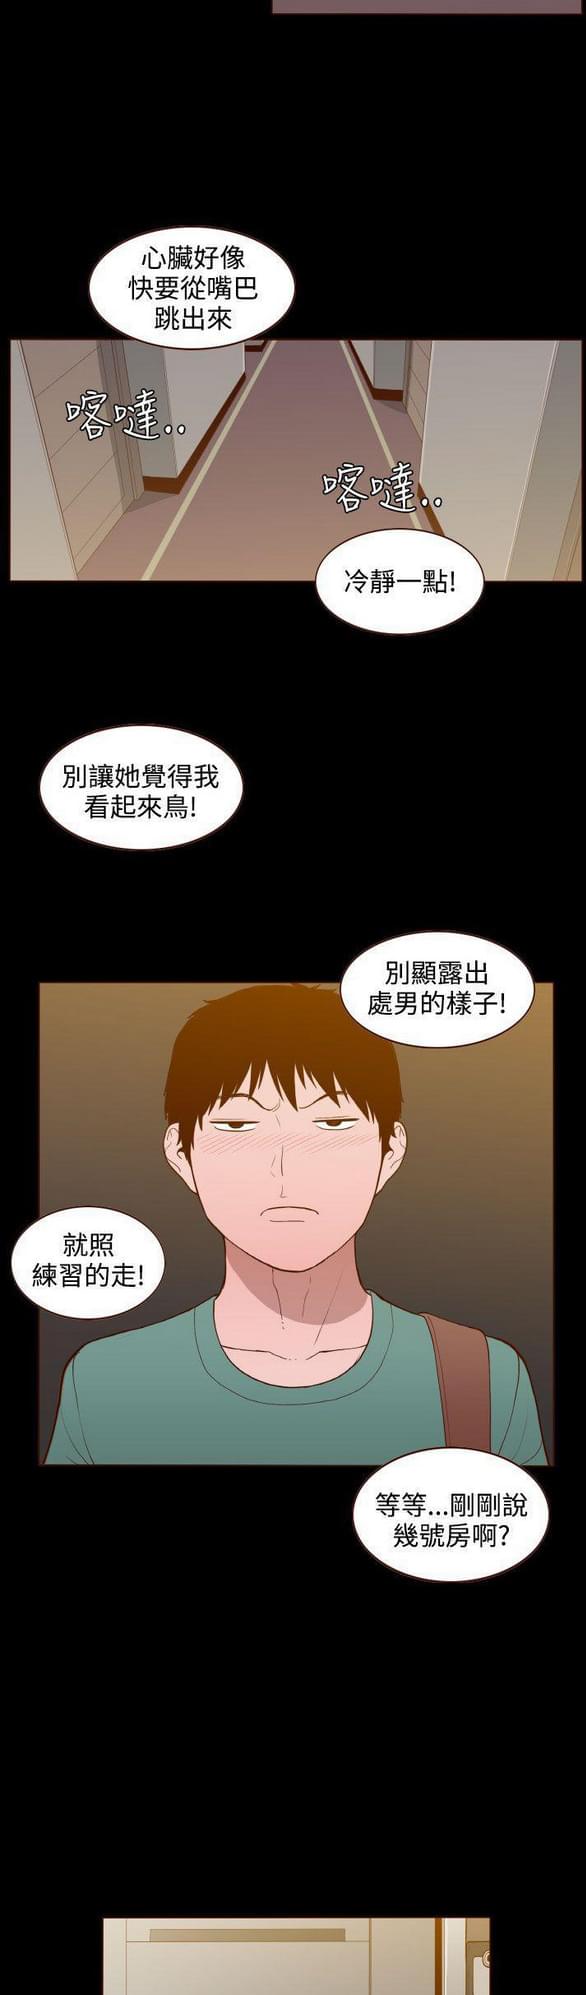 心臟好像
快要從嘴巴
跳出來
喀噠..
喀噠..
冷靜一點!
別讓她覺得我
看起來鳥!
別顯露出
處男的樣子!
就照
練習的走!
等等...剛剛說
幾號房啊?